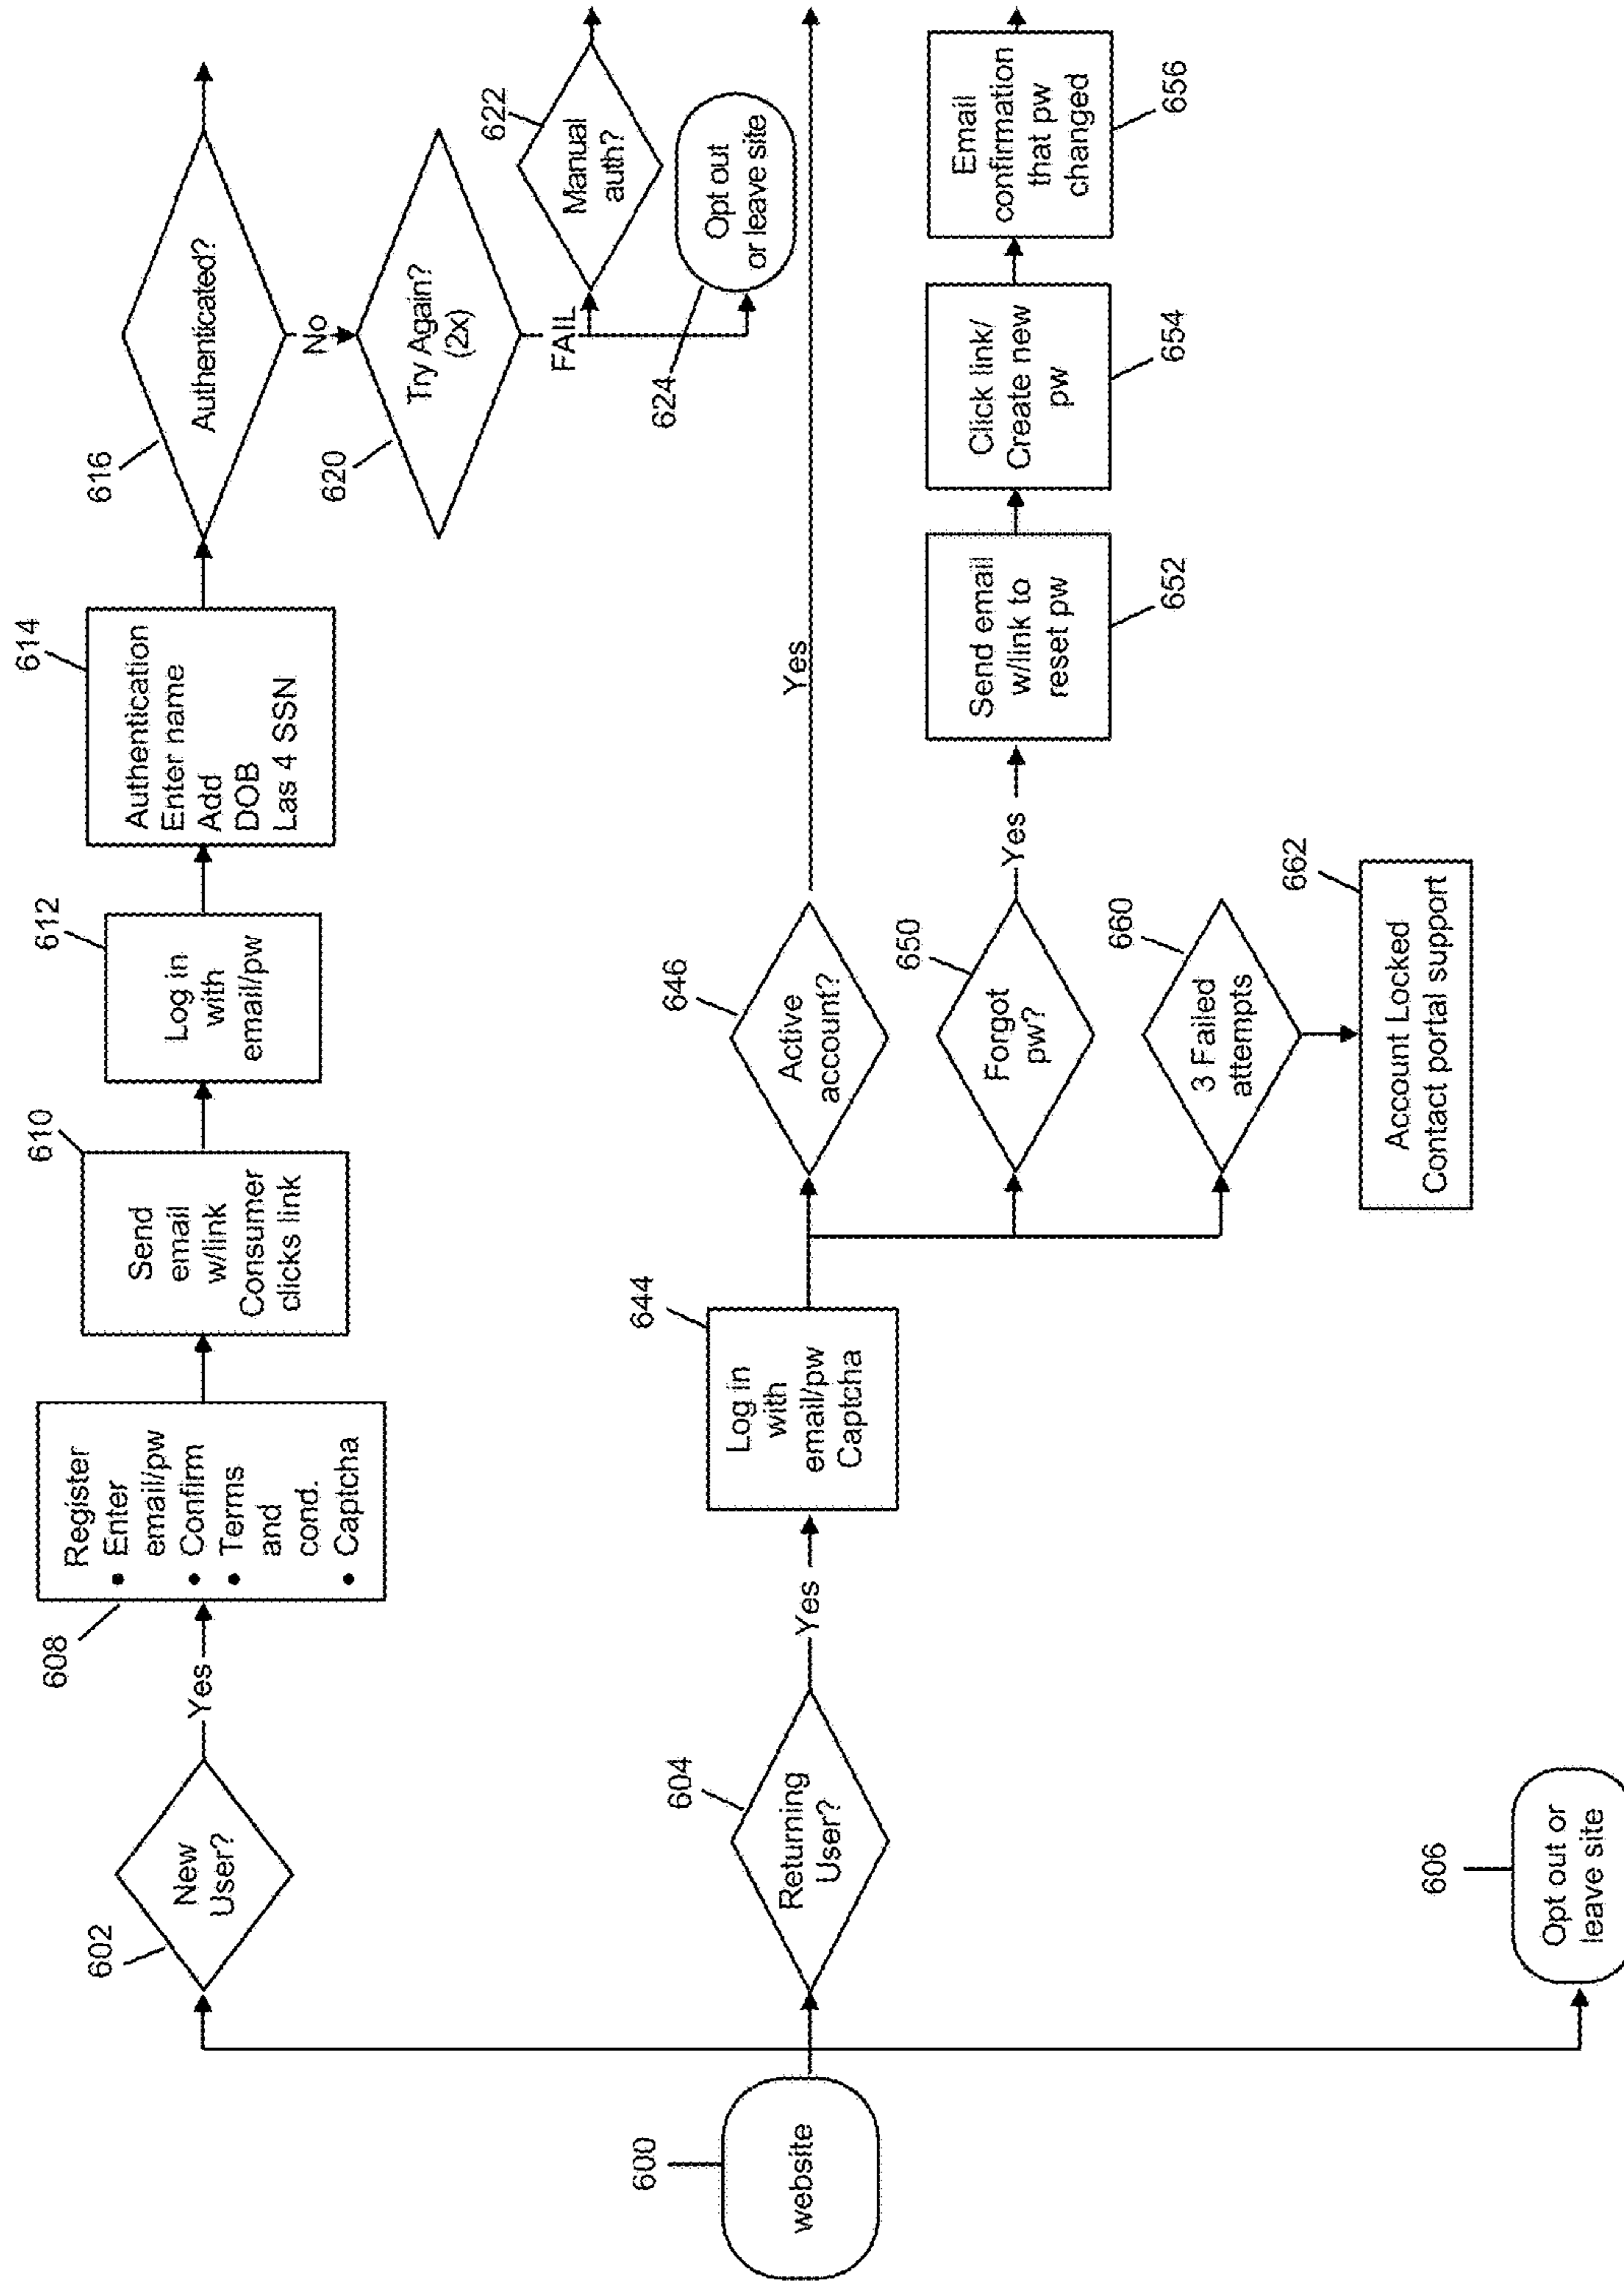 600
website
602
New
User?
Yes
608
Register
• Enter
email/pw
• Confirm
• Terms
and
cond.
• Captcha
610
Send
email
w/link
Consumer
clicks link
612
Log in
with
email/pw
614
Authentication
Enter name
Add
DOB
Las 4 SSN
616
Authenticated?
No
620
Try Again?
(2x)
FAIL
622
Manual
auth?
624
Opt out
or leave site
604
Returning
User?
Yes
644
Log in
with
email/pw
Captcha
646
Active
account?
Yes
650
Forgot
pw?
Yes
652
Send email
w/link to
reset pw
654
Click link/
Create new
pw
656
Email
confirmation
that pw
changed
660
3 Failed
attempts
662
Account Locked
Contact portal support
606
Opt out or
leave site